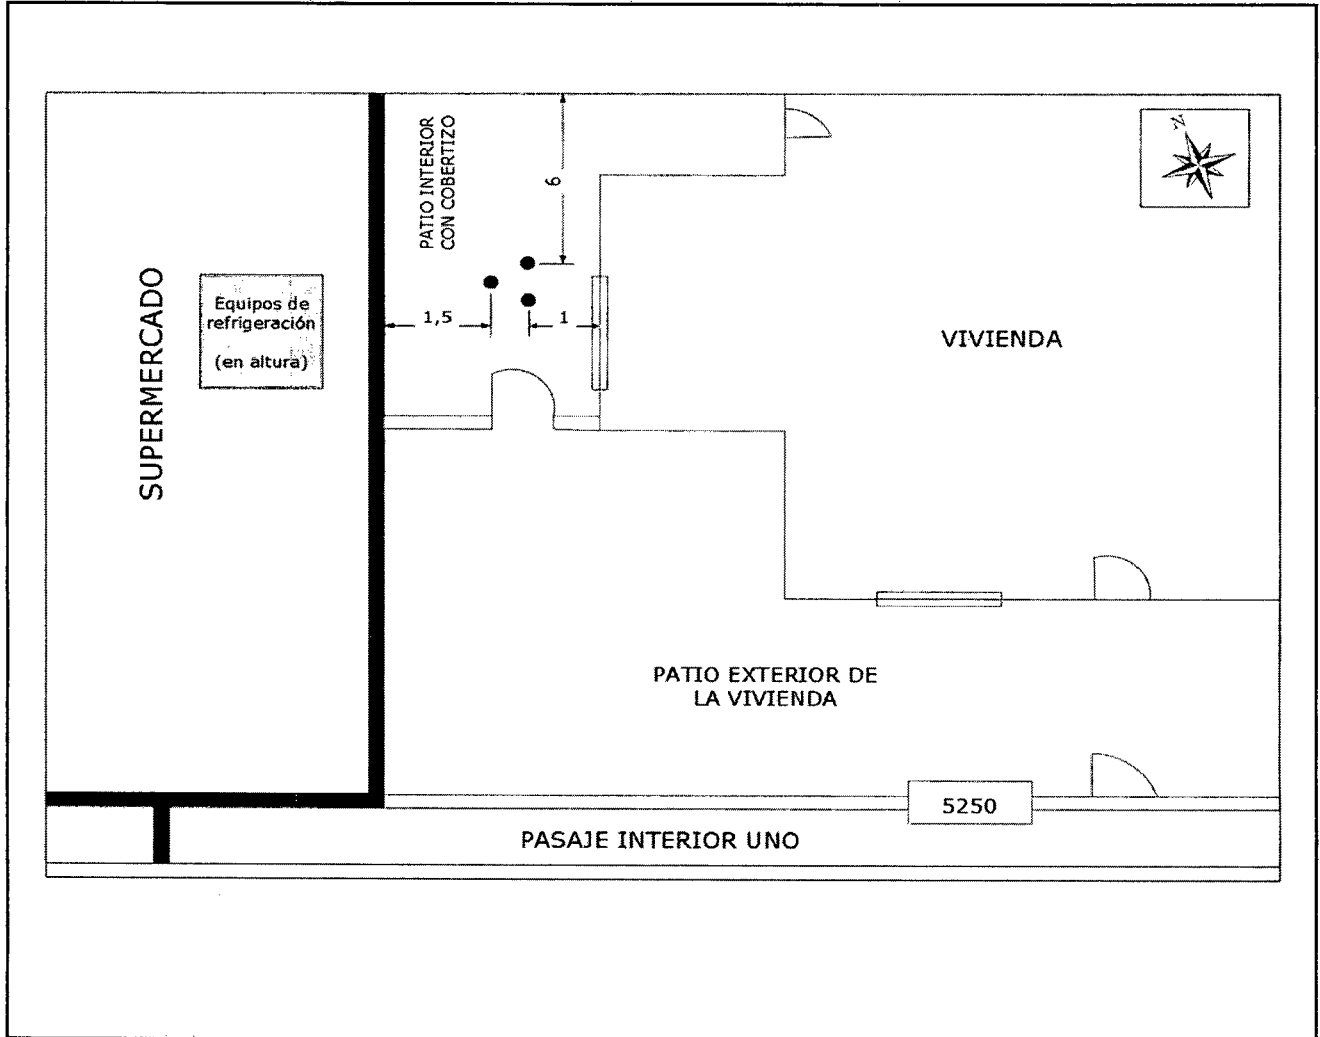 PATIO INTERIOR
CON COBERTIZO
6
N
SUPERMERCADO
Equipos de
refrigeración
(en altura)
1,5
1
VIVIENDA
PATIO EXTERIOR DE
LA VIVIENDA
5250
PASAJE INTERIOR UNO